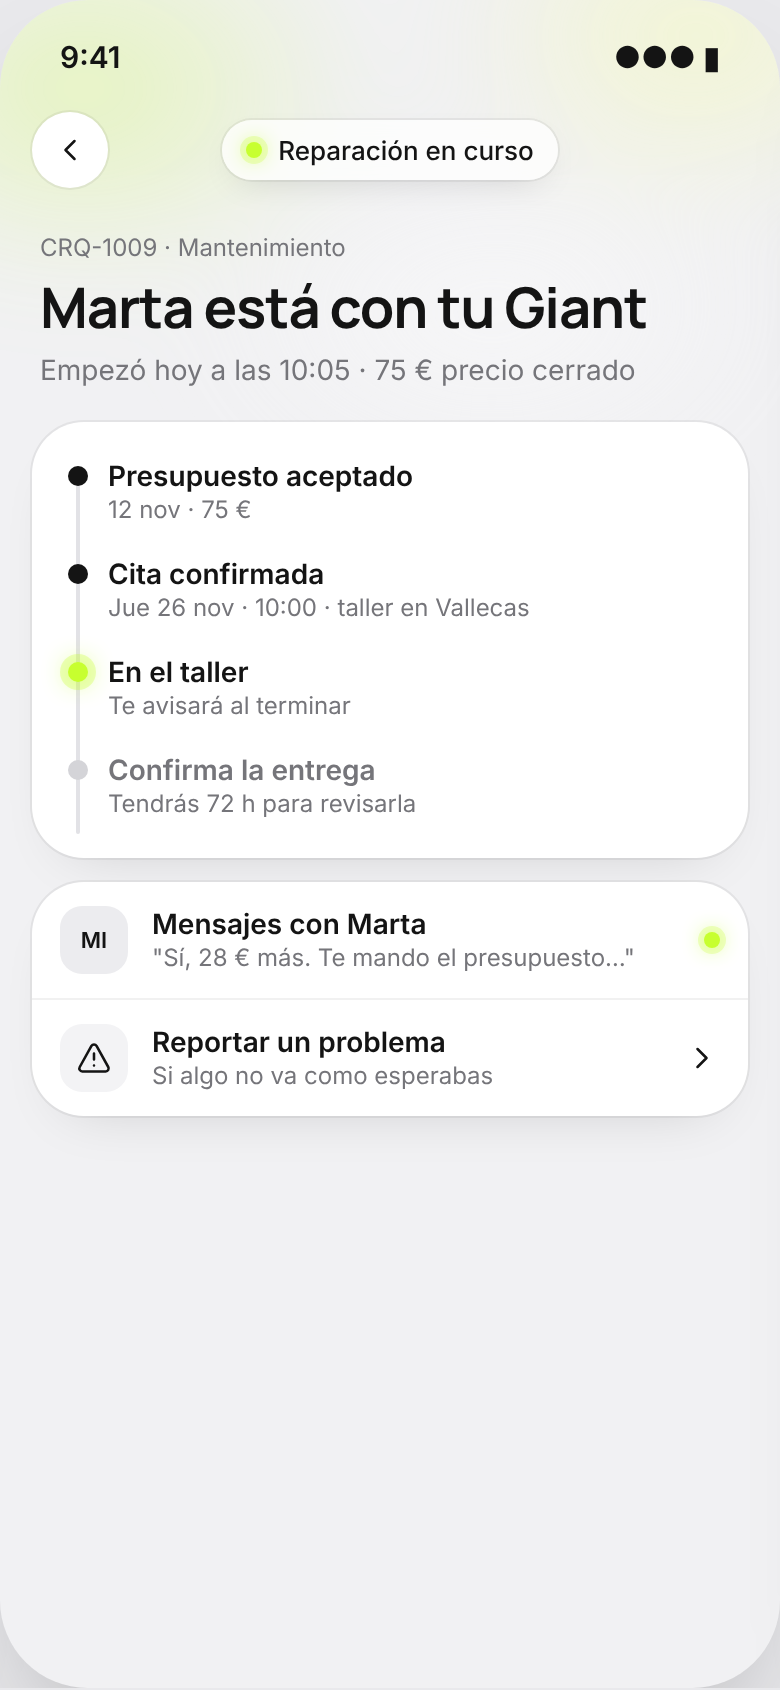 9:41
Reparación en curso
CRQ-1009 · Mantenimiento
Marta está con tu Giant
Empezó hoy a las 10:05 · 75 € precio cerrado
Presupuesto aceptado
12 nov · 75 €
Cita confirmada
Jue 26 nov · 10:00 · taller en Vallecas
En el taller
Te avisará al terminar
Confirma la entrega
Tendrás 72 h para revisarla
MI
Mensajes con Marta
"Sí, 28 € más. Te mando el presupuesto..."
Reportar un problema
Si algo no va como esperabas